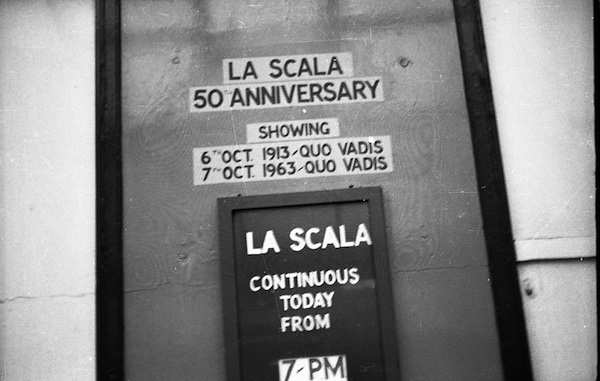 LA SCALA
50TH ANNIVERSARY
SHOWING
6TH OCT. 1913-QUO VADIS
7TH OCT. 1963-QUO VADIS
LA SCALA
CONTINUOUS
TODAY
FROM
7-PM